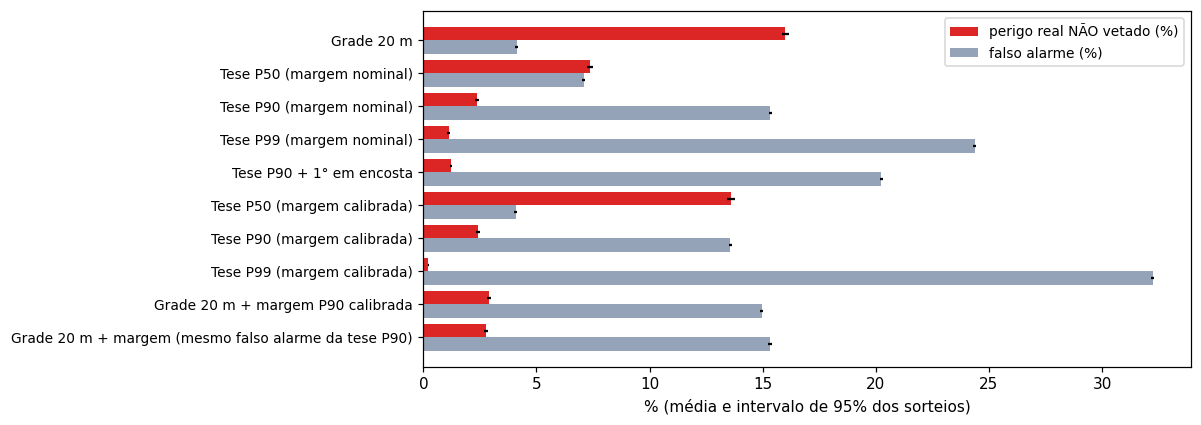 perigo real NÃO vetado (%)
falso alarme (%)
Grade 20 m
Tese P50 (margem nominal)
Tese P90 (margem nominal)
Tese P99 (margem nominal)
Tese P90 + 1° em encosta
Tese P50 (margem calibrada)
Tese P90 (margem calibrada)
Tese P99 (margem calibrada)
Grade 20 m + margem P90 calibrada
Grade 20 m + margem (mesmo falso alarme da tese P90)
0 5 10 15 20 25 30
% (média e intervalo de 95% dos sorteios)